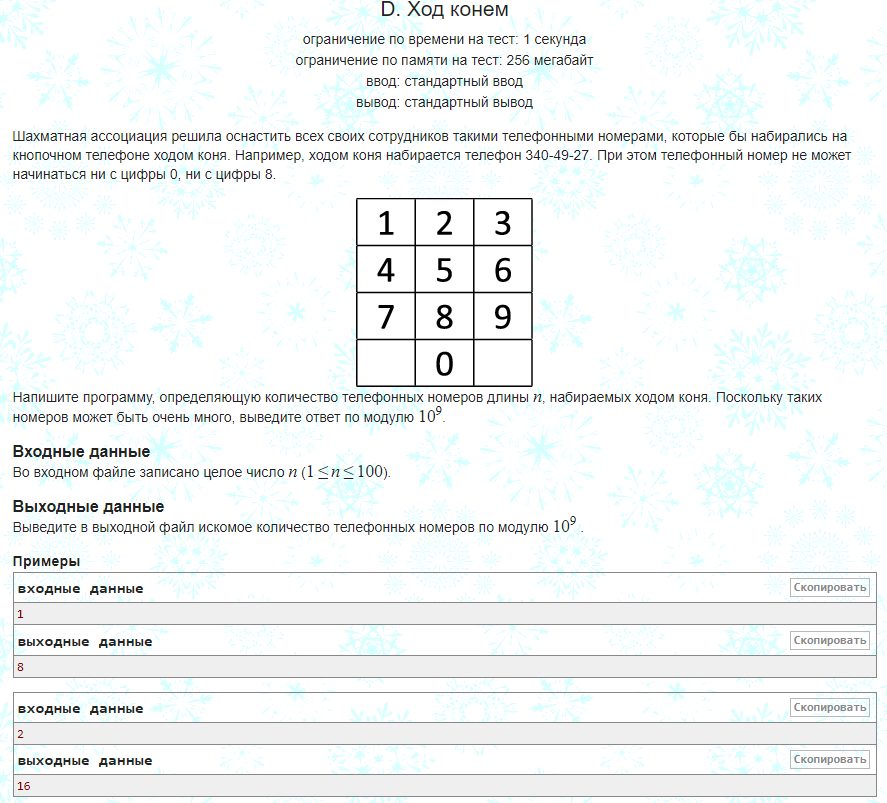 D. Ход конем
ограничение по времени на тест: 1 секунда
ограничение по памяти на тест: 256 мегабайт
ввод: стандартный ввод
вывод: стандартный вывод
Шахматная ассоциация решила оснастить всех своих сотрудников такими телефонными номерами, которые бы набирались на
кнопочном телефоне ходом коня. Например, ходом коня набирается телефон 340-49-27. При этом телефонный номер не может
начинаться ни с цифры 0, ни с цифры 8.
1 2 3
4 5 6
7 8 9
0
Напишите программу, определяющую количество телефонных номеров длины n, набираемых ходом коня. Поскольку таких
номеров может быть очень много, выведите ответ по модулю 10⁹.
Входные данные
Во входном файле записано целое число n (1 ≤ n ≤ 100).
Выходные данные
Выведите в выходной файл искомое количество телефонных номеров по модулю 10⁹ .
Примеры
входные данные Скопировать
1
выходные данные Скопировать
8
входные данные Скопировать
2
выходные данные Скопировать
16